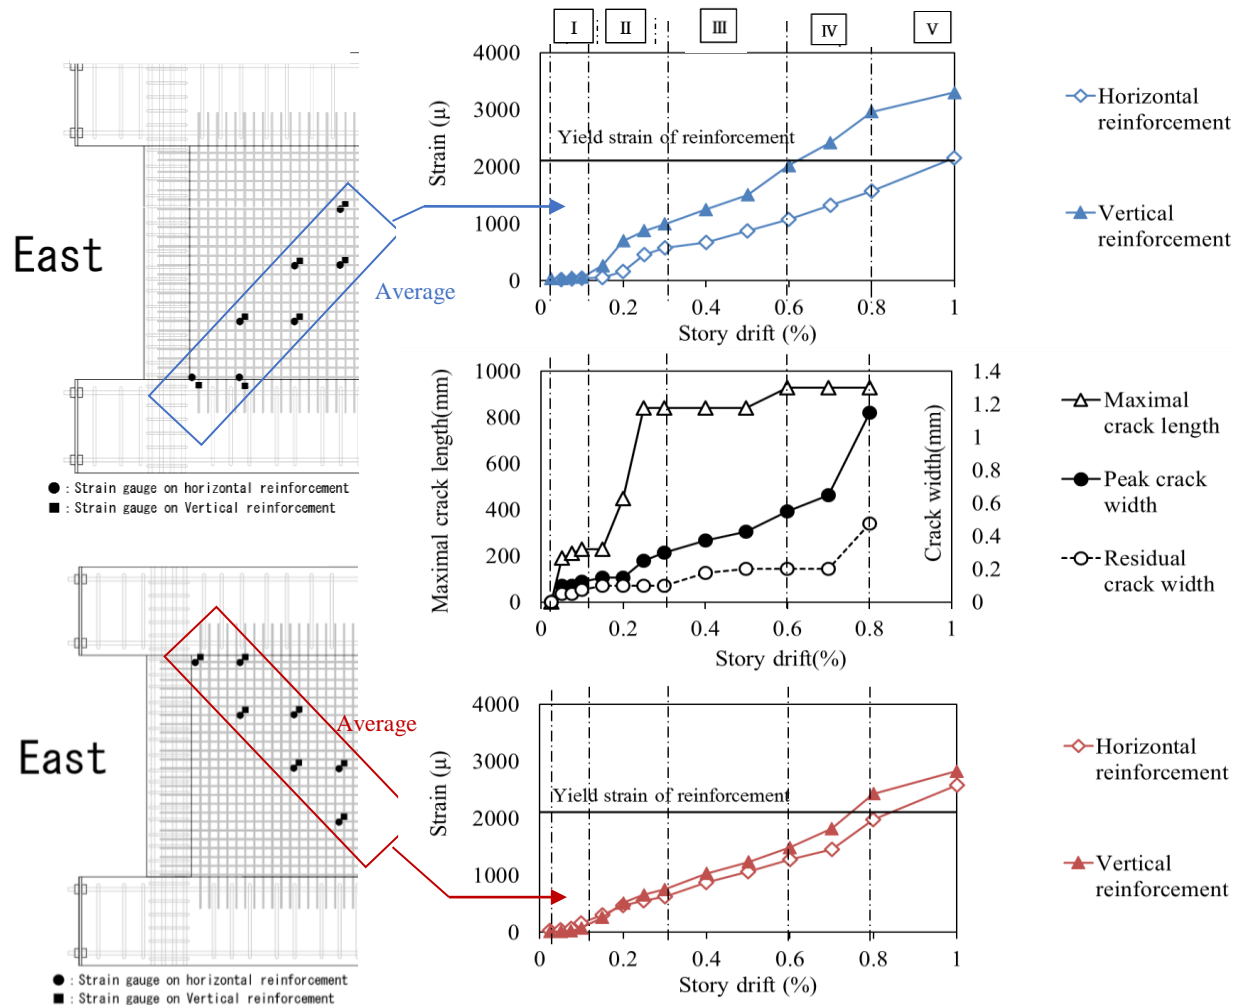 Ⅰ
Ⅱ
Ⅲ
Ⅳ
Ⅴ
East
Average
● : Strain gauge on horizontal reinforcement
■ : Strain gauge on Vertical reinforcement
4000
3000
2000
1000
0
Strain (μ)
Yield strain of reinforcement
0
0.2
0.4
0.6
0.8
1
Story drift (%)
Horizontal
reinforcement
Vertical
reinforcement
1000
800
600
400
200
0
Maximal crack length(mm)
0
0.2
0.4
0.6
0.8
1
Story drift(%)
1.4
1.2
1
0.8
0.6
0.4
0.2
0
Crack width(mm)
Maximal
crack length
Peak crack
width
Residual
crack width
East
Average
● : Strain gauge on horizontal reinforcement
■ : Strain gauge on Vertical reinforcement
4000
3000
2000
1000
0
Strain (μ)
Yield strain of reinforcement
0
0.2
0.4
0.6
0.8
1
Story drift (%)
Horizontal
reinforcement
Vertical
reinforcement